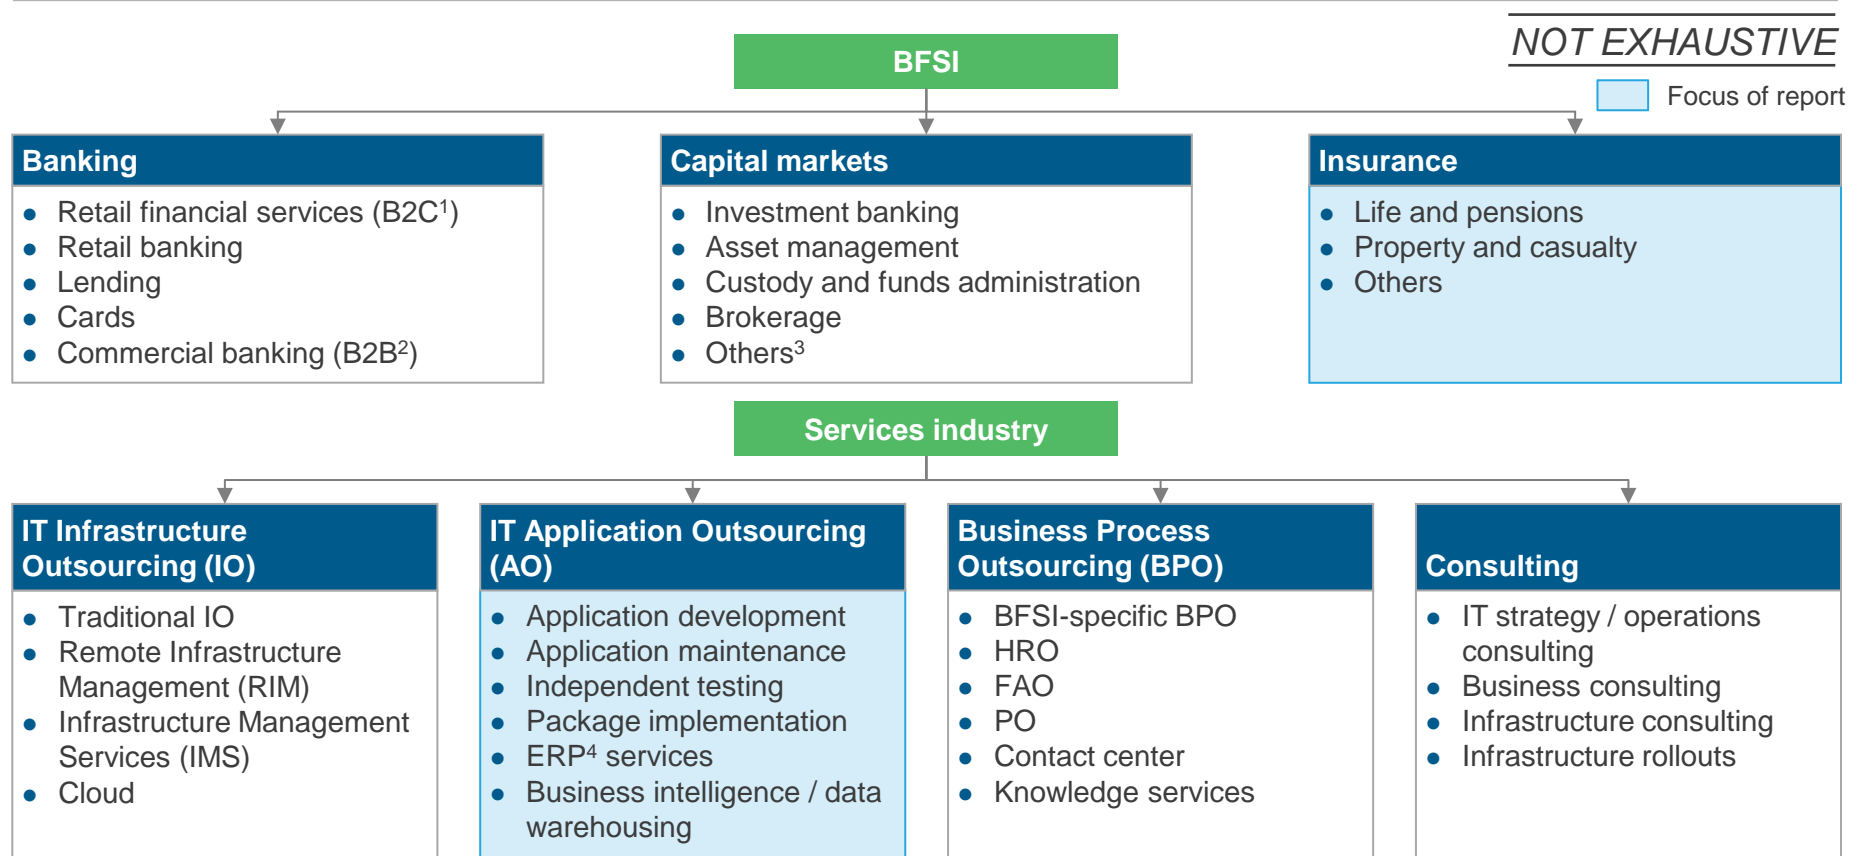 NOT EXHAUSTIVE
Focus of report
BFSI
Banking
● Retail financial services (B2C¹)
● Retail banking
● Lending
● Cards
● Commercial banking (B2B²)
Capital markets
● Investment banking
● Asset management
● Custody and funds administration
● Brokerage
● Others³
Insurance
● Life and pensions
● Property and casualty
● Others
Services industry
IT Infrastructure
Outsourcing (IO)
● Traditional IO
● Remote Infrastructure
Management (RIM)
● Infrastructure Management
Services (IMS)
● Cloud
IT Application Outsourcing
(AO)
● Application development
● Application maintenance
● Independent testing
● Package implementation
● ERP⁴ services
● Business intelligence / data
warehousing
Business Process
Outsourcing (BPO)
● BFSI-specific BPO
● HRO
● FAO
● PO
● Contact center
● Knowledge services
Consulting
● IT strategy / operations
consulting
● Business consulting
● Infrastructure consulting
● Infrastructure rollouts